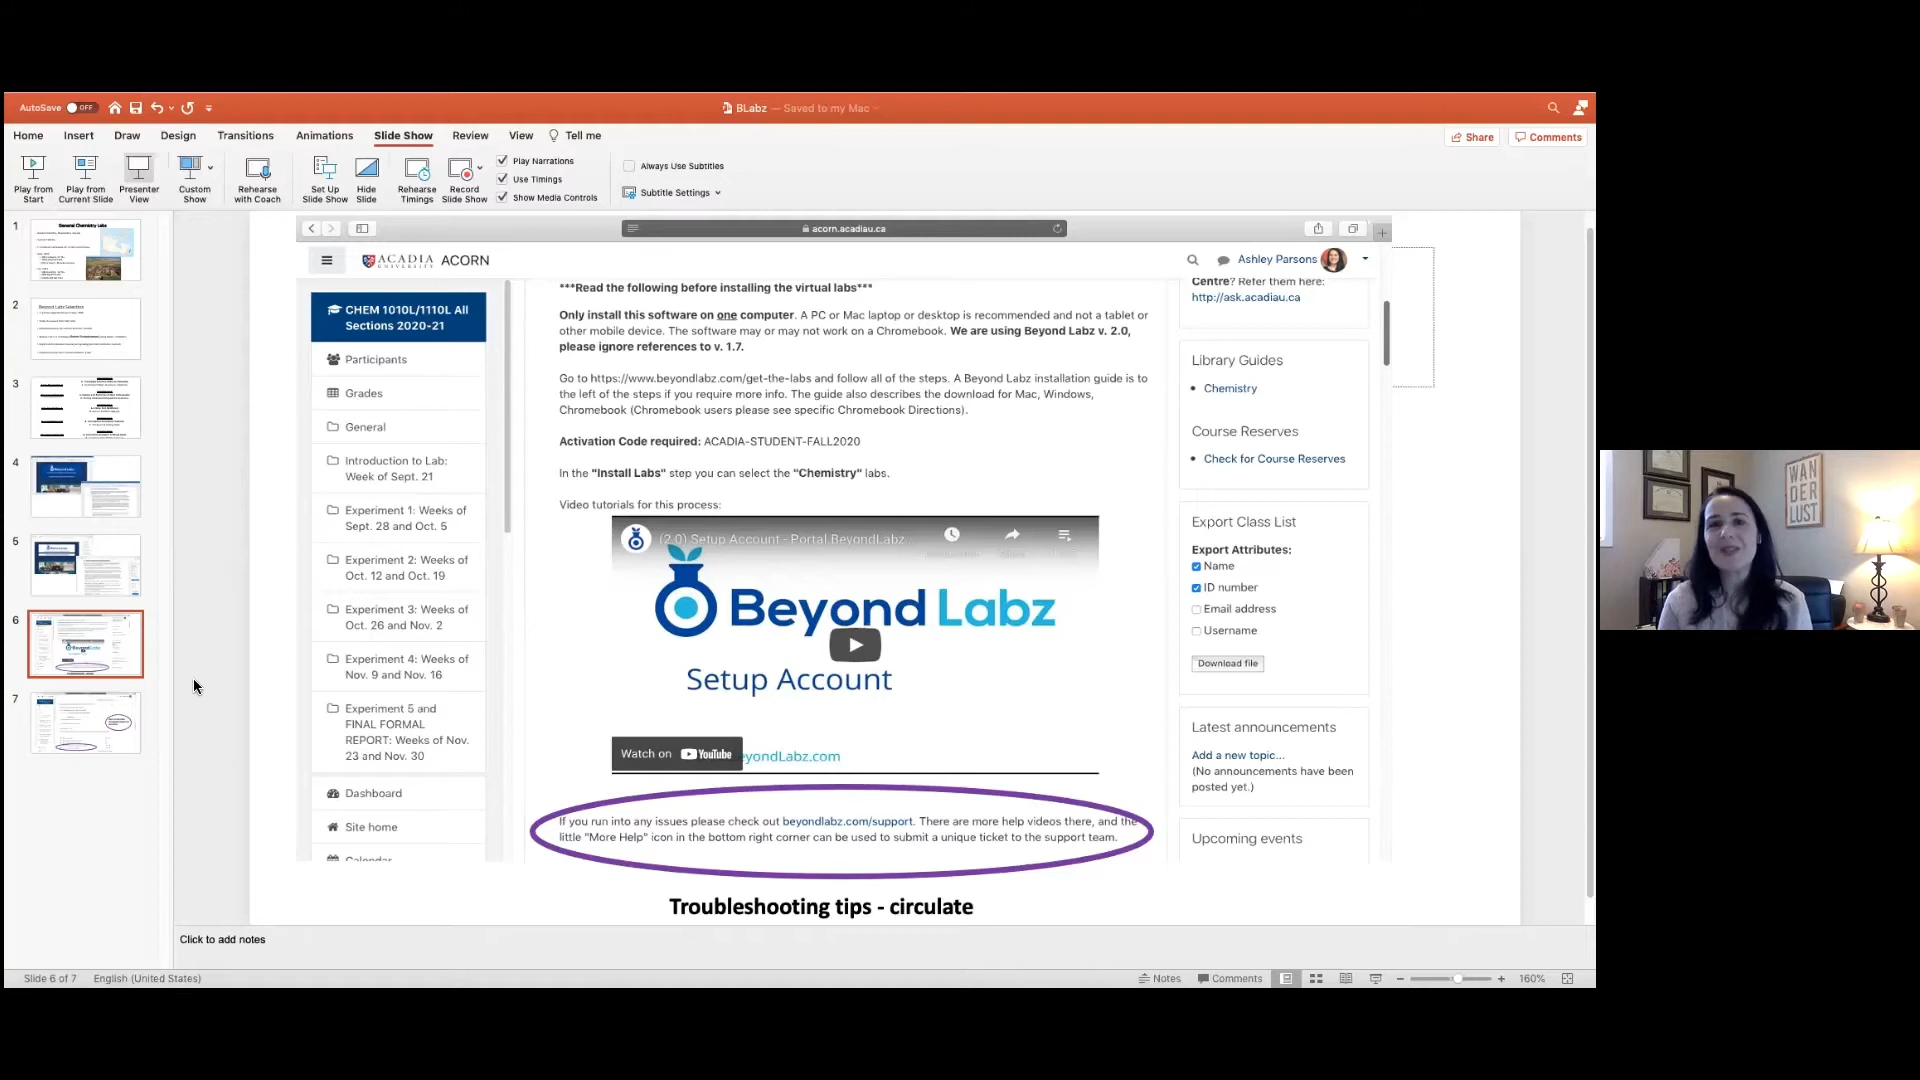 AutoSave OFF
BLabz — Saved to my Mac
Home Insert Draw Design Transitions Animations Slide Show Review View Tell me
Share Comments
Play from Start
Play from Current Slide
Presenter View
Custom Show
Rehearse with Coach
Set Up Slide Show
Hide Slide
Rehearse Timings
Record Slide Show
Play Narrations
Use Timings
Show Media Controls
Always Use Subtitles
Subtitle Settings
1
General Chemistry Labs
2
3
4
5
6
7
acorn.acadiau.ca
ACADIA UNIVERSITY ACORN
Ashley Parsons
CHEM 1010L/1110L All
Sections 2020-21
Participants
Grades
General
Introduction to Lab:
Week of Sept. 21
Experiment 1: Weeks of
Sept. 28 and Oct. 5
Experiment 2: Weeks of
Oct. 12 and Oct. 19
Experiment 3: Weeks of
Oct. 26 and Nov. 2
Experiment 4: Weeks of
Nov. 9 and Nov. 16
Experiment 5 and
FINAL FORMAL
REPORT: Weeks of Nov.
23 and Nov. 30
Dashboard
Site home
Calendar
***Read the following before installing the virtual labs***
Only install this software on one computer. A PC or Mac laptop or desktop is recommended and not a tablet or
other mobile device. The software may or may not work on a Chromebook. We are using Beyond Labz v. 2.0,
please ignore references to v. 1.7.
Go to https://www.beyondlabz.com/get-the-labs and follow all of the steps. A Beyond Labz installation guide is to
the left of the steps if you require more info. The guide also describes the download for Mac, Windows,
Chromebook (Chromebook users please see specific Chromebook Directions).
Activation Code required: ACADIA-STUDENT-FALL2020
In the "Install Labs" step you can select the "Chemistry" labs.
Video tutorials for this process:
(2.0) Setup Account - Portal.BeyondLabz...
Beyond Labz
Setup Account
Watch on YouTube
eyondLabz.com
If you run into any issues please check out beyondlabz.com/support. There are more help videos there, and the
little "More Help" icon in the bottom right corner can be used to submit a unique ticket to the support team.
Centre? Refer them here:
http://ask.acadiau.ca
Library Guides
Chemistry
Course Reserves
Check for Course Reserves
Export Class List
Export Attributes:
Name
ID number
Email address
Username
Download file
Latest announcements
Add a new topic...
(No announcements have been
posted yet.)
Upcoming events
Troubleshooting tips - circulate
Click to add notes
Slide 6 of 7 English (United States)
Notes Comments 160%
WAN
DER
LUST